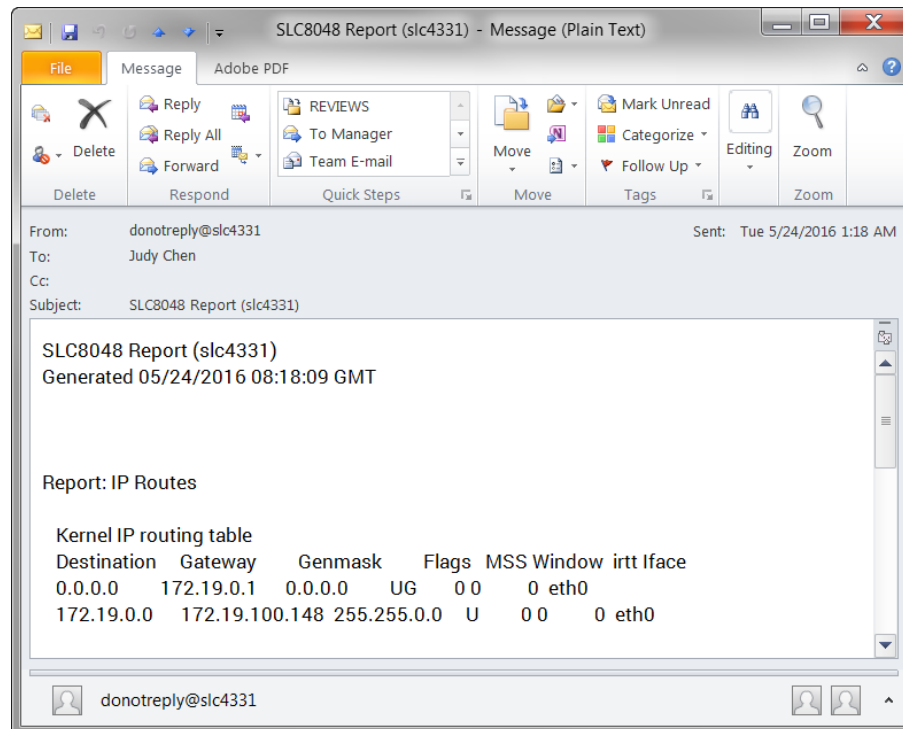 SLC8048 Report (slc4331) - Message (Plain Text)
File Message Adobe PDF
Delete
Reply
Reply All
Forward
REVIEWS
To Manager
Team E-mail
Move
Mark Unread
Categorize
Follow Up
Editing
Zoom
Delete Respond Quick Steps Move Tags Zoom
From: donotreply@slc4331 Sent: Tue 5/24/2016 1:18 AM
To: Judy Chen
Cc:
Subject: SLC8048 Report (slc4331)
SLC8048 Report (slc4331)
Generated 05/24/2016 08:18:09 GMT
Report: IP Routes
Kernel IP routing table
Destination Gateway Genmask Flags MSS Window irtt Iface
0.0.0.0 172.19.0.1 0.0.0.0 UG 0 0 0 eth0
172.19.0.0 172.19.100.148 255.255.0.0 U 0 0 0 eth0
donotreply@slc4331